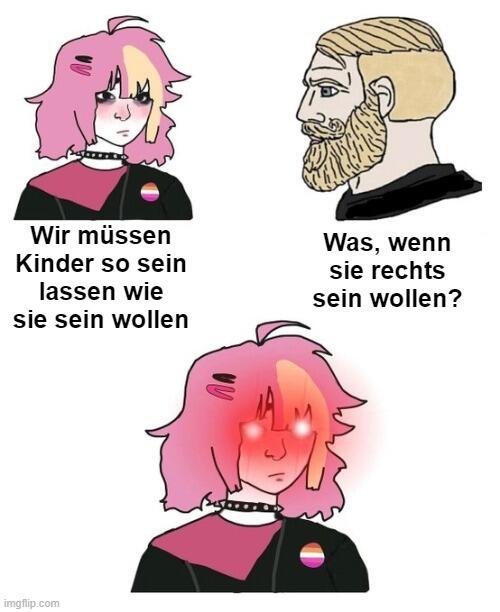 Wir müssen
Kinder so sein
lassen wie
sie sein wollen
Was, wenn
sie rechts
sein wollen?
imgflip.com